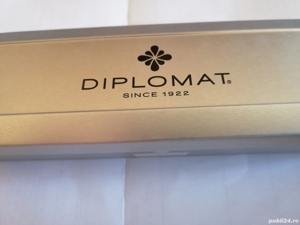 DIPLOMAT®
SINCE 1922
publi24.ro